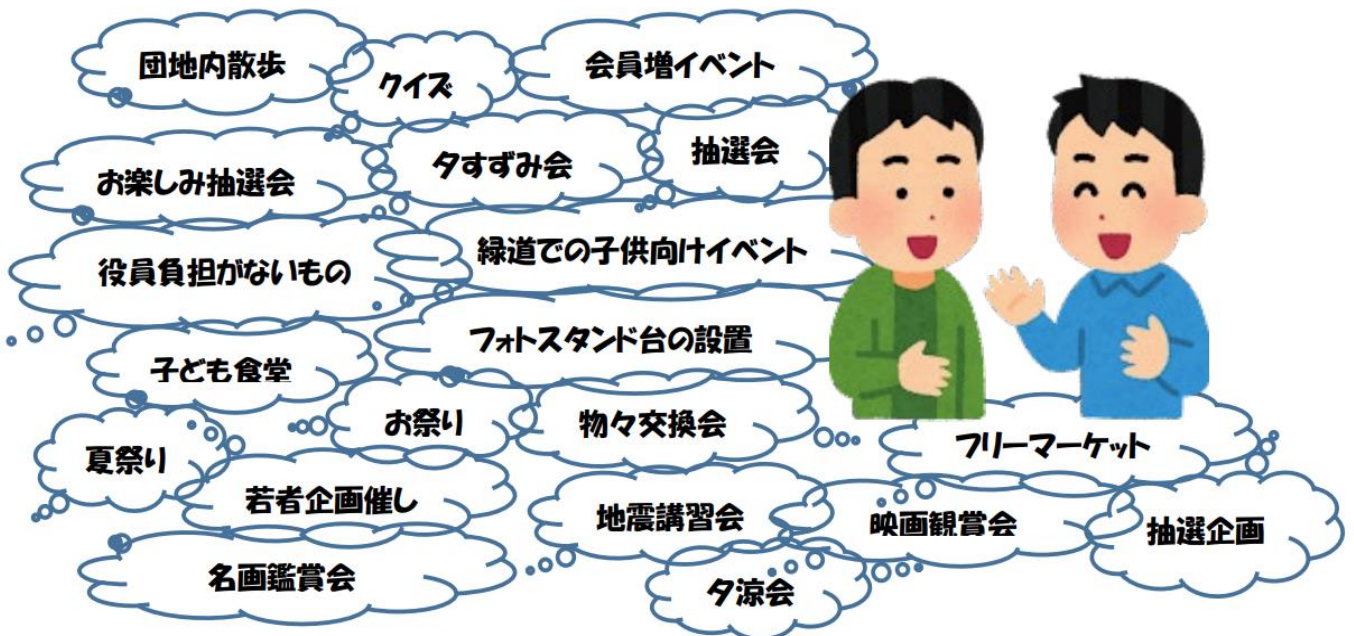 団地内散歩
クイズ
会員増イベント
お楽しみ抽選会
夕すずみ会
抽選会
役員負担がないもの
緑道での子供向けイベント
子ども食堂
フォトスタンド台の設置
夏祭り
お祭り
物々交換会
フリーマーケット
若者企画催し
地震講習会
映画観賞会
抽選企画
名画鑑賞会
夕涼会